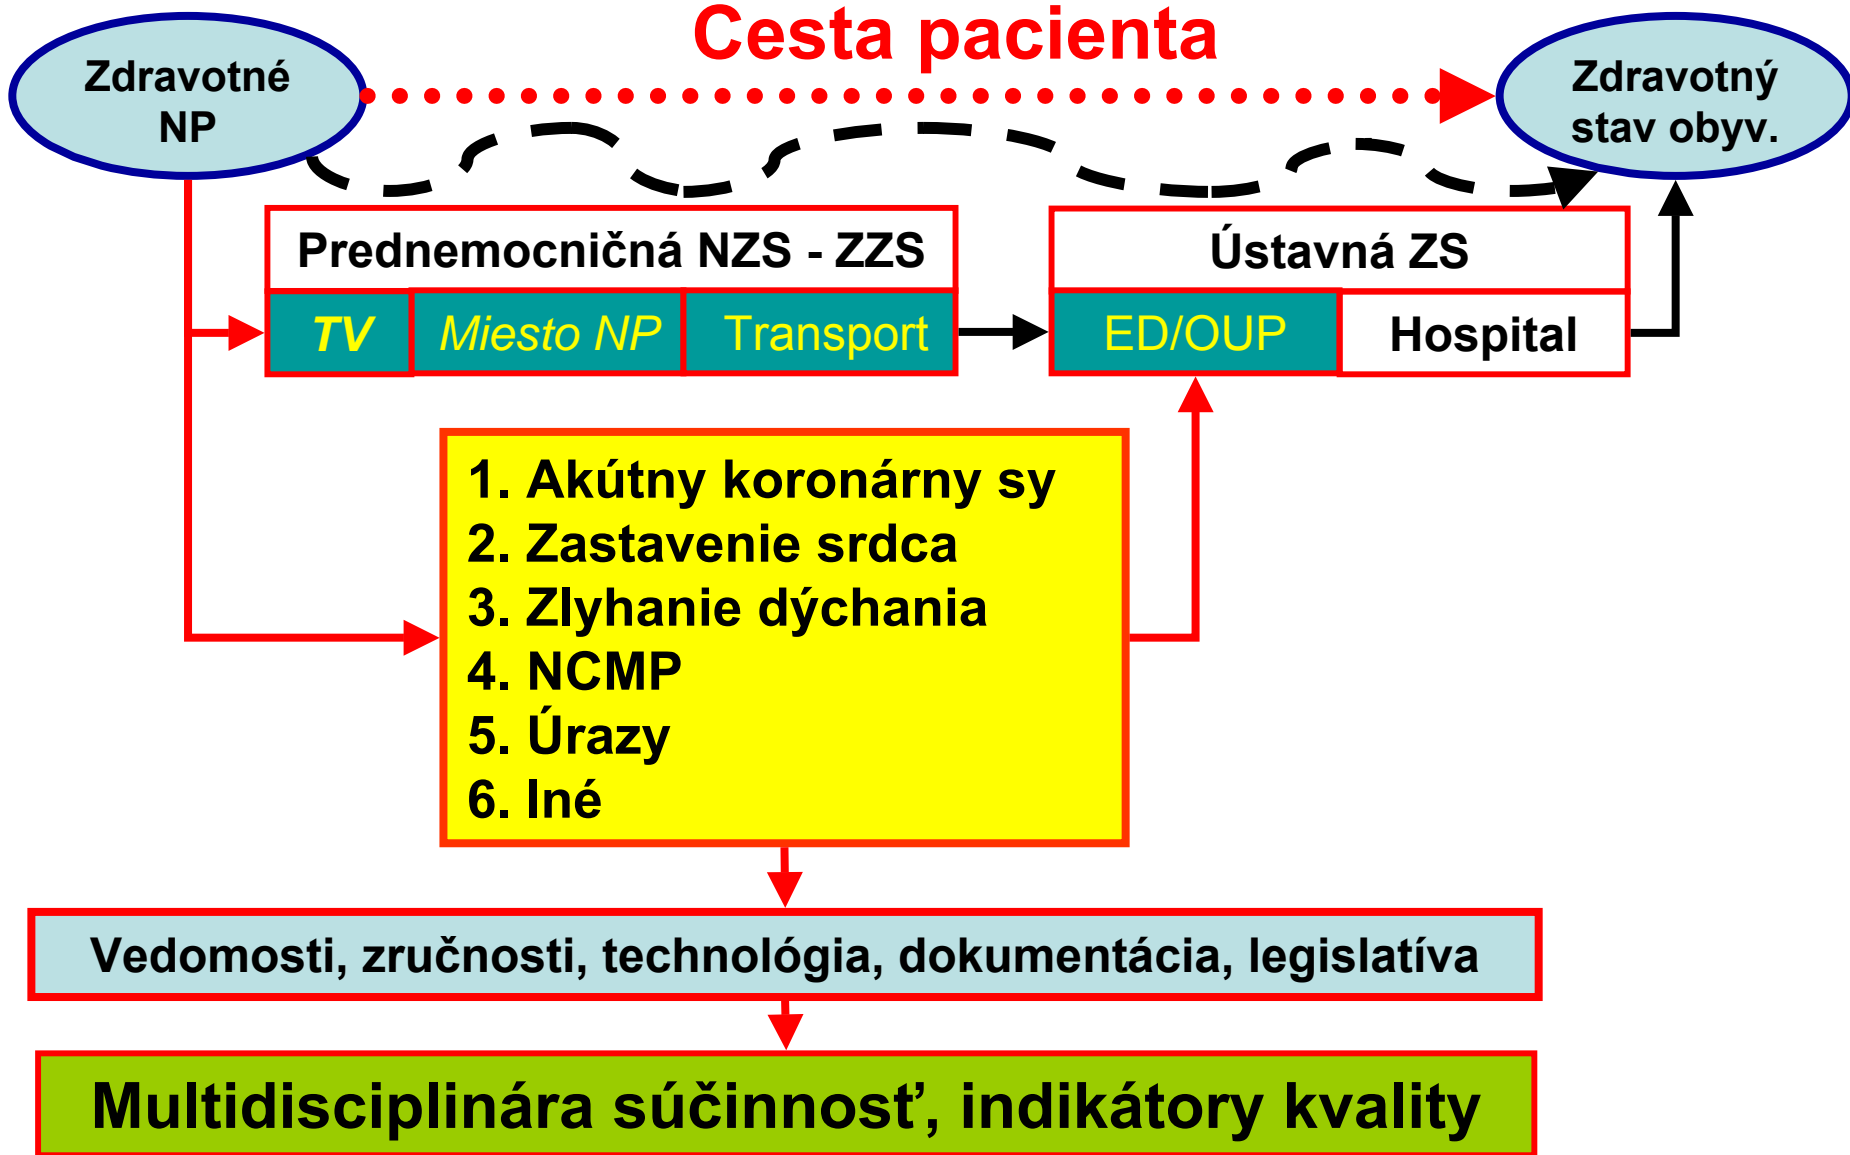 Cesta pacienta
Zdravotné
NP
Zdravotný
stav obyv.
Prednemocničná NZS - ZZS
Ústavná ZS
TV
Miesto NP
Transport
ED/OUP
Hospital
1. Akútny koronárny sy
2. Zastavenie srdca
3. Zlyhanie dýchania
4. NCMP
5. Úrazy
6. Iné
Vedomosti, zručnosti, technológia, dokumentácia, legislatíva
Multidisciplinára súčinnosť, indikátory kvality